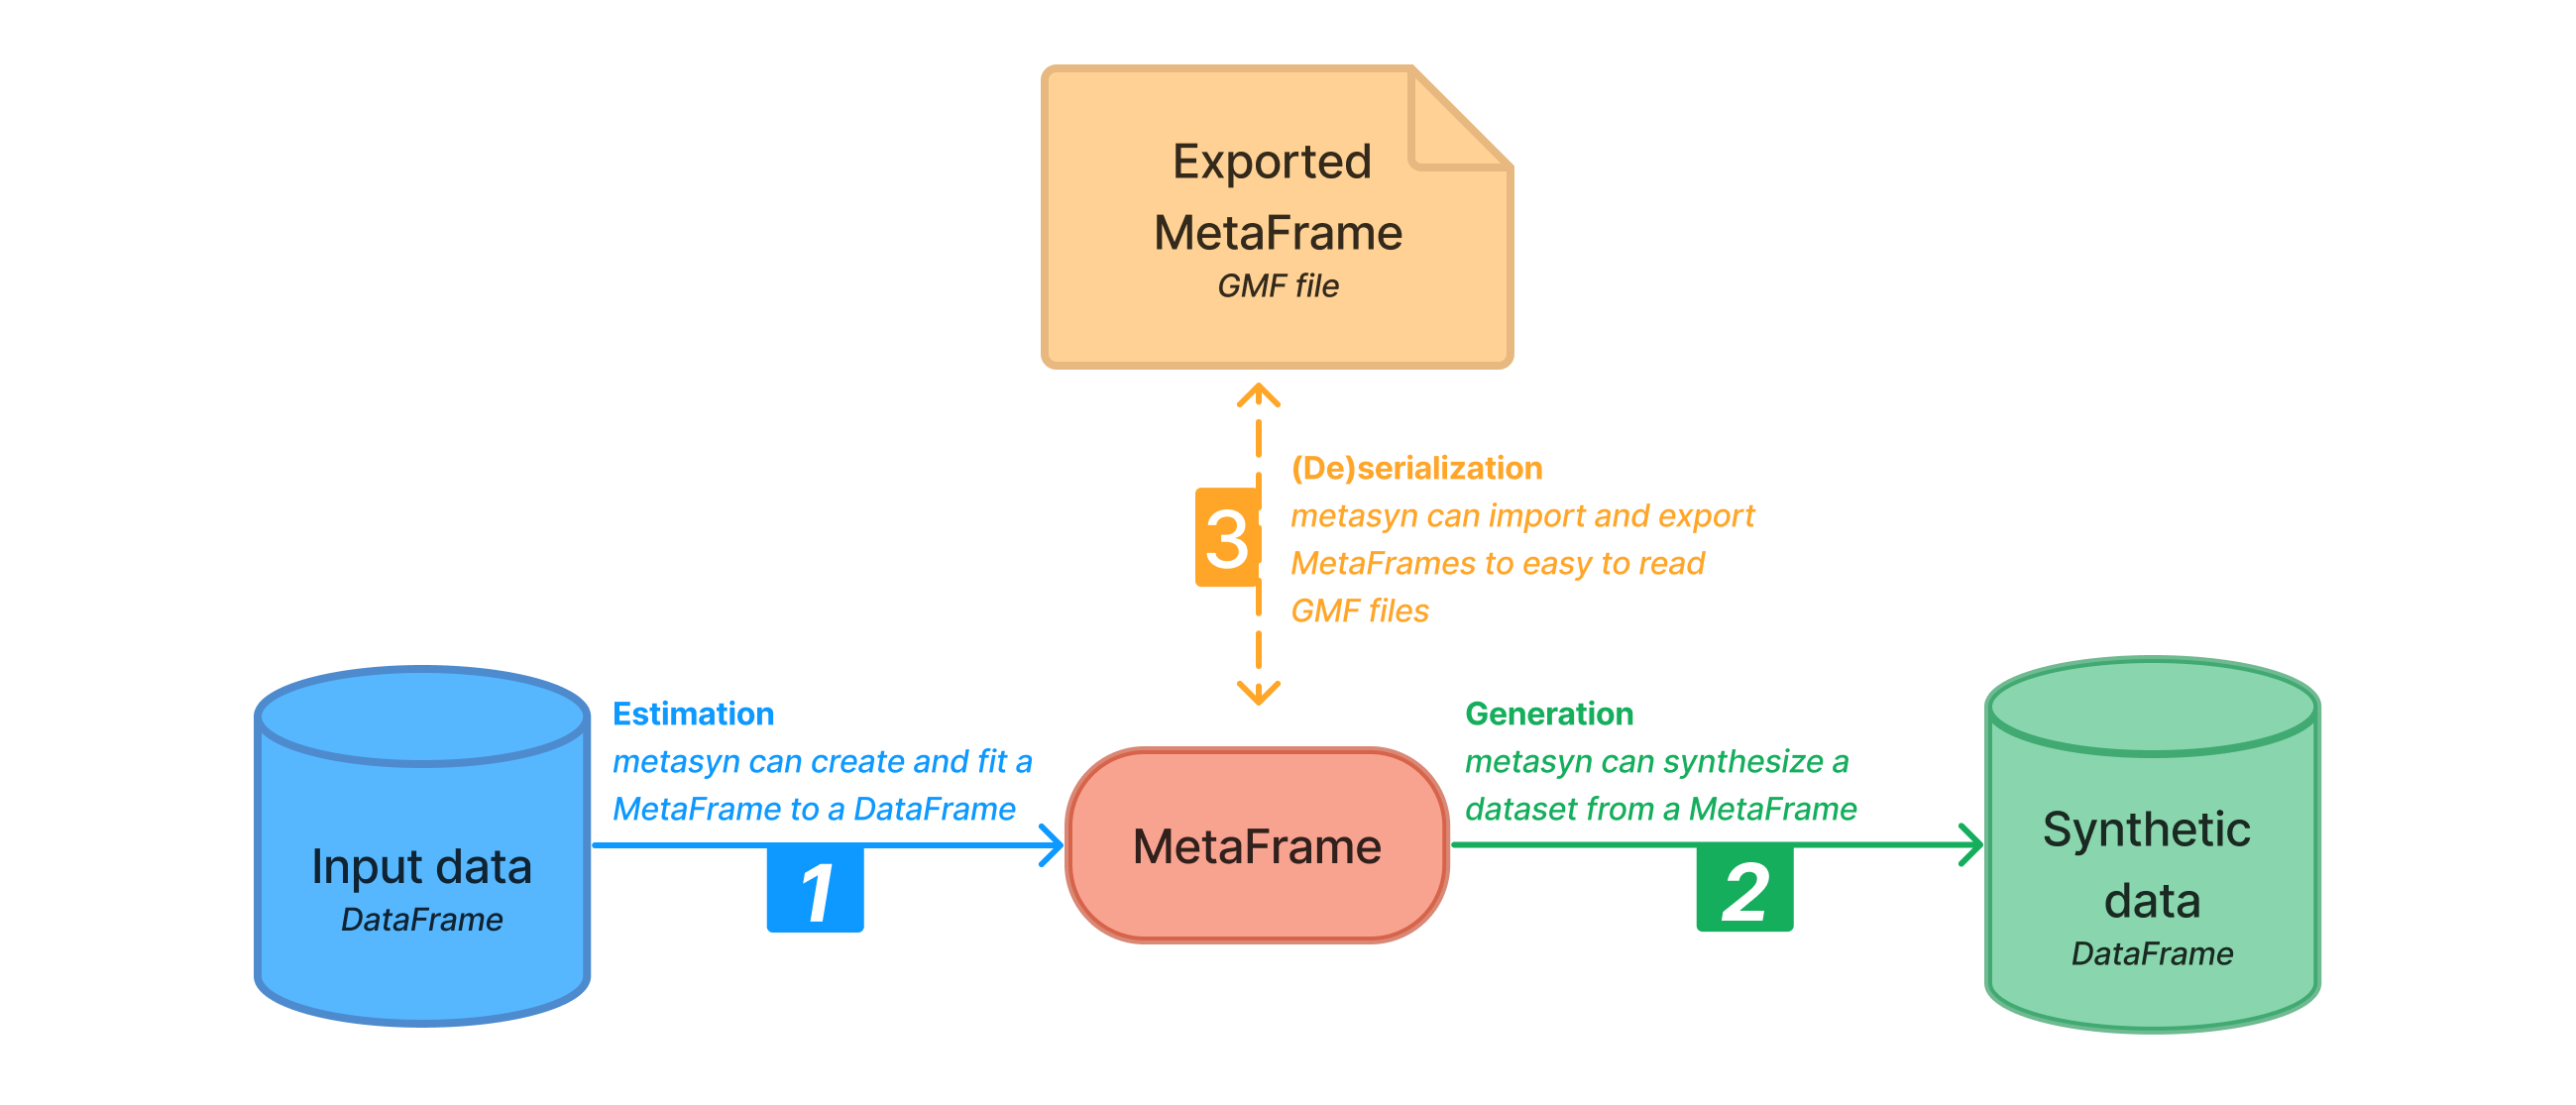 Exported
MetaFrame
GMF file
(De)serialization
metasyn can import and export
MetaFrames to easy to read
GMF files
3
Input data
DataFrame
Estimation
metasyn can create and fit a
MetaFrame to a DataFrame
1
MetaFrame
Generation
metasyn can synthesize a
dataset from a MetaFrame
2
Synthetic
data
DataFrame